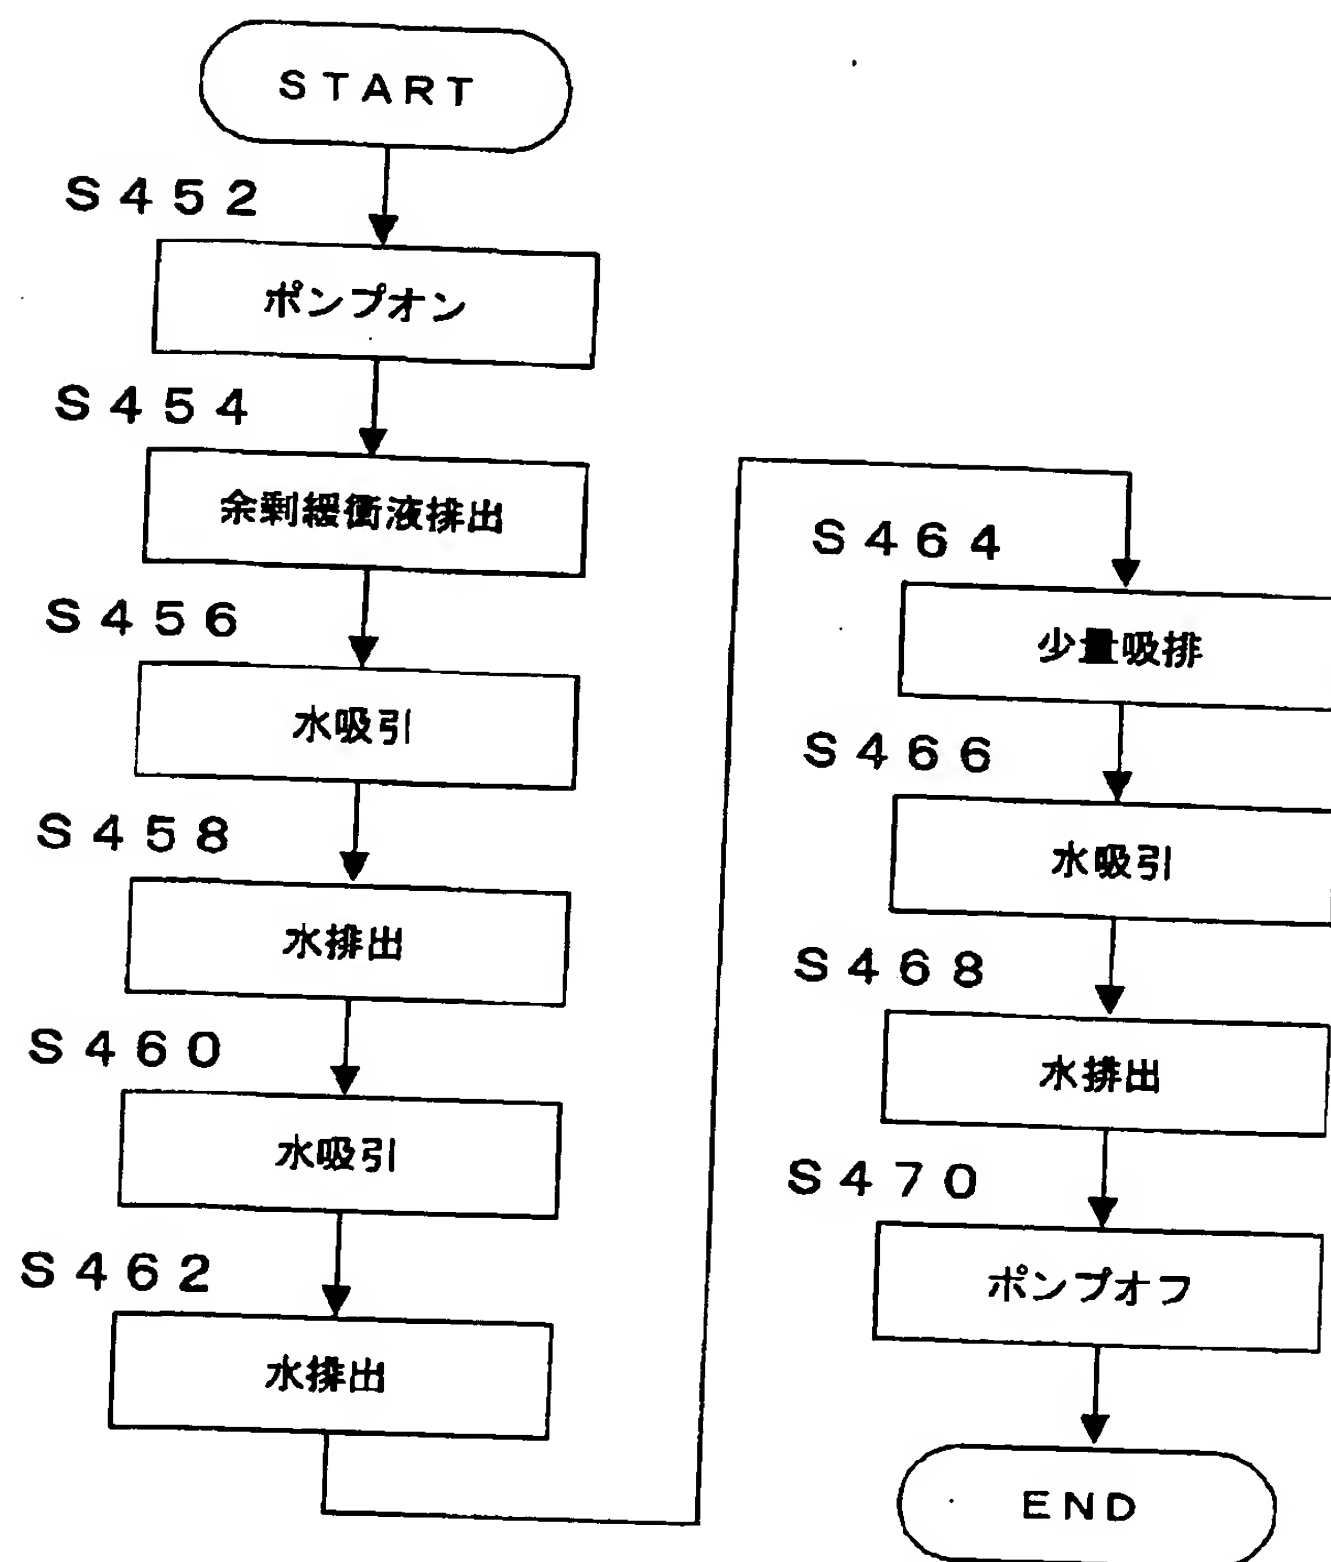 START
S452
ポンプオン
S454
余剰緩衝液排出
S456
水吸引
S458
水排出
S460
水吸引
S462
水排出
S464
少量吸排
S466
水吸引
S468
水排出
S470
ポンプオフ
END